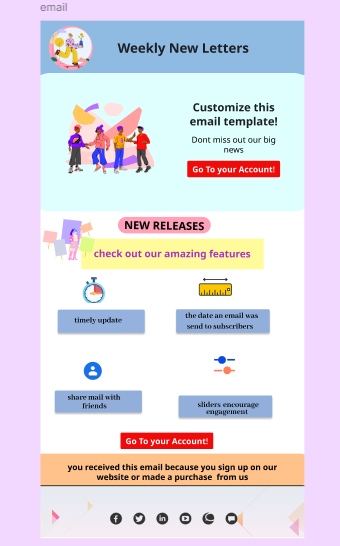 email
Weekly New Letters
Customize this
email template!
Dont miss out our big
news
Go To your Account!
NEW RELEASES
check out our amazing features
timely update
the date an email was
send to subscribers
share mail with
friends
sliders encourage
engagement
Go To your Account!
you received this email because you sign up on our
website or made a purchase from us